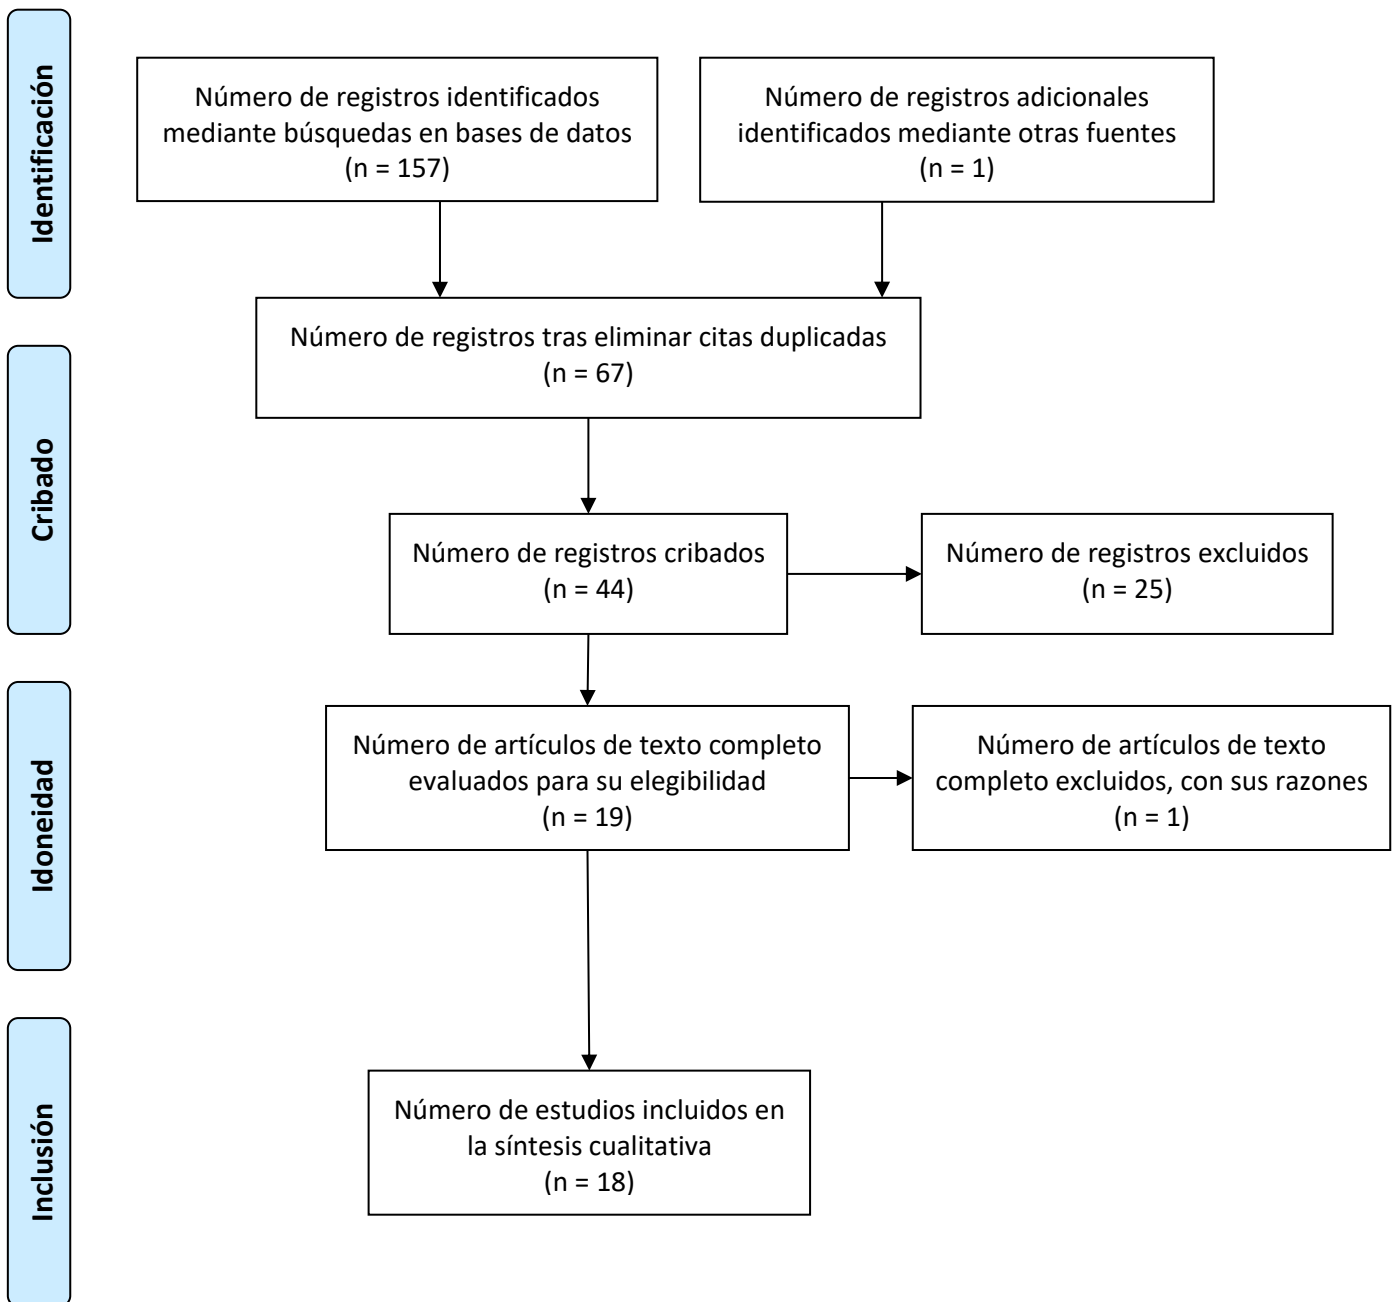 Identificación
Número de registros identificados
mediante búsquedas en bases de datos
(n = 157)
Número de registros adicionales
identificados mediante otras fuentes
(n = 1)
Número de registros tras eliminar citas duplicadas
(n = 67)
Cribado
Número de registros cribados
(n = 44)
Número de registros excluidos
(n = 25)
Idoneidad
Número de artículos de texto completo
evaluados para su elegibilidad
(n = 19)
Número de artículos de texto
completo excluidos, con sus razones
(n = 1)
Inclusión
Número de estudios incluidos en
la síntesis cualitativa
(n = 18)